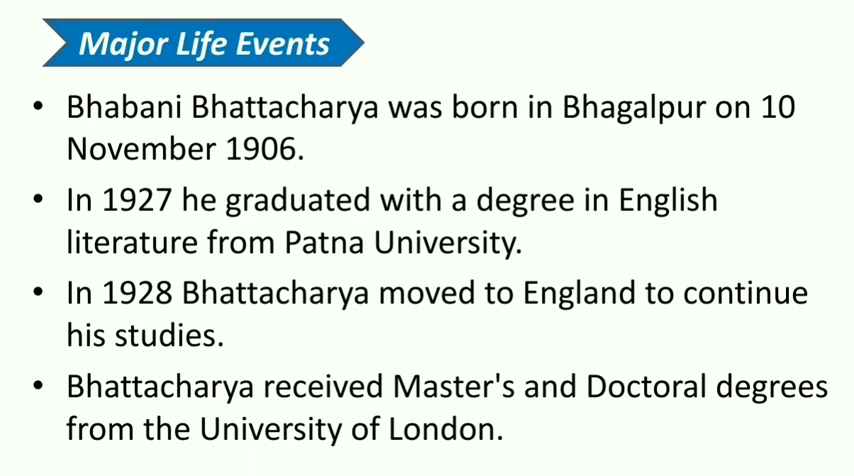 Major Life Events
• Bhabani Bhattacharya was born in Bhagalpur on 10
November 1906.
• In 1927 he graduated with a degree in English
literature from Patna University.
• In 1928 Bhattacharya moved to England to continue
his studies.
• Bhattacharya received Master's and Doctoral degrees
from the University of London.